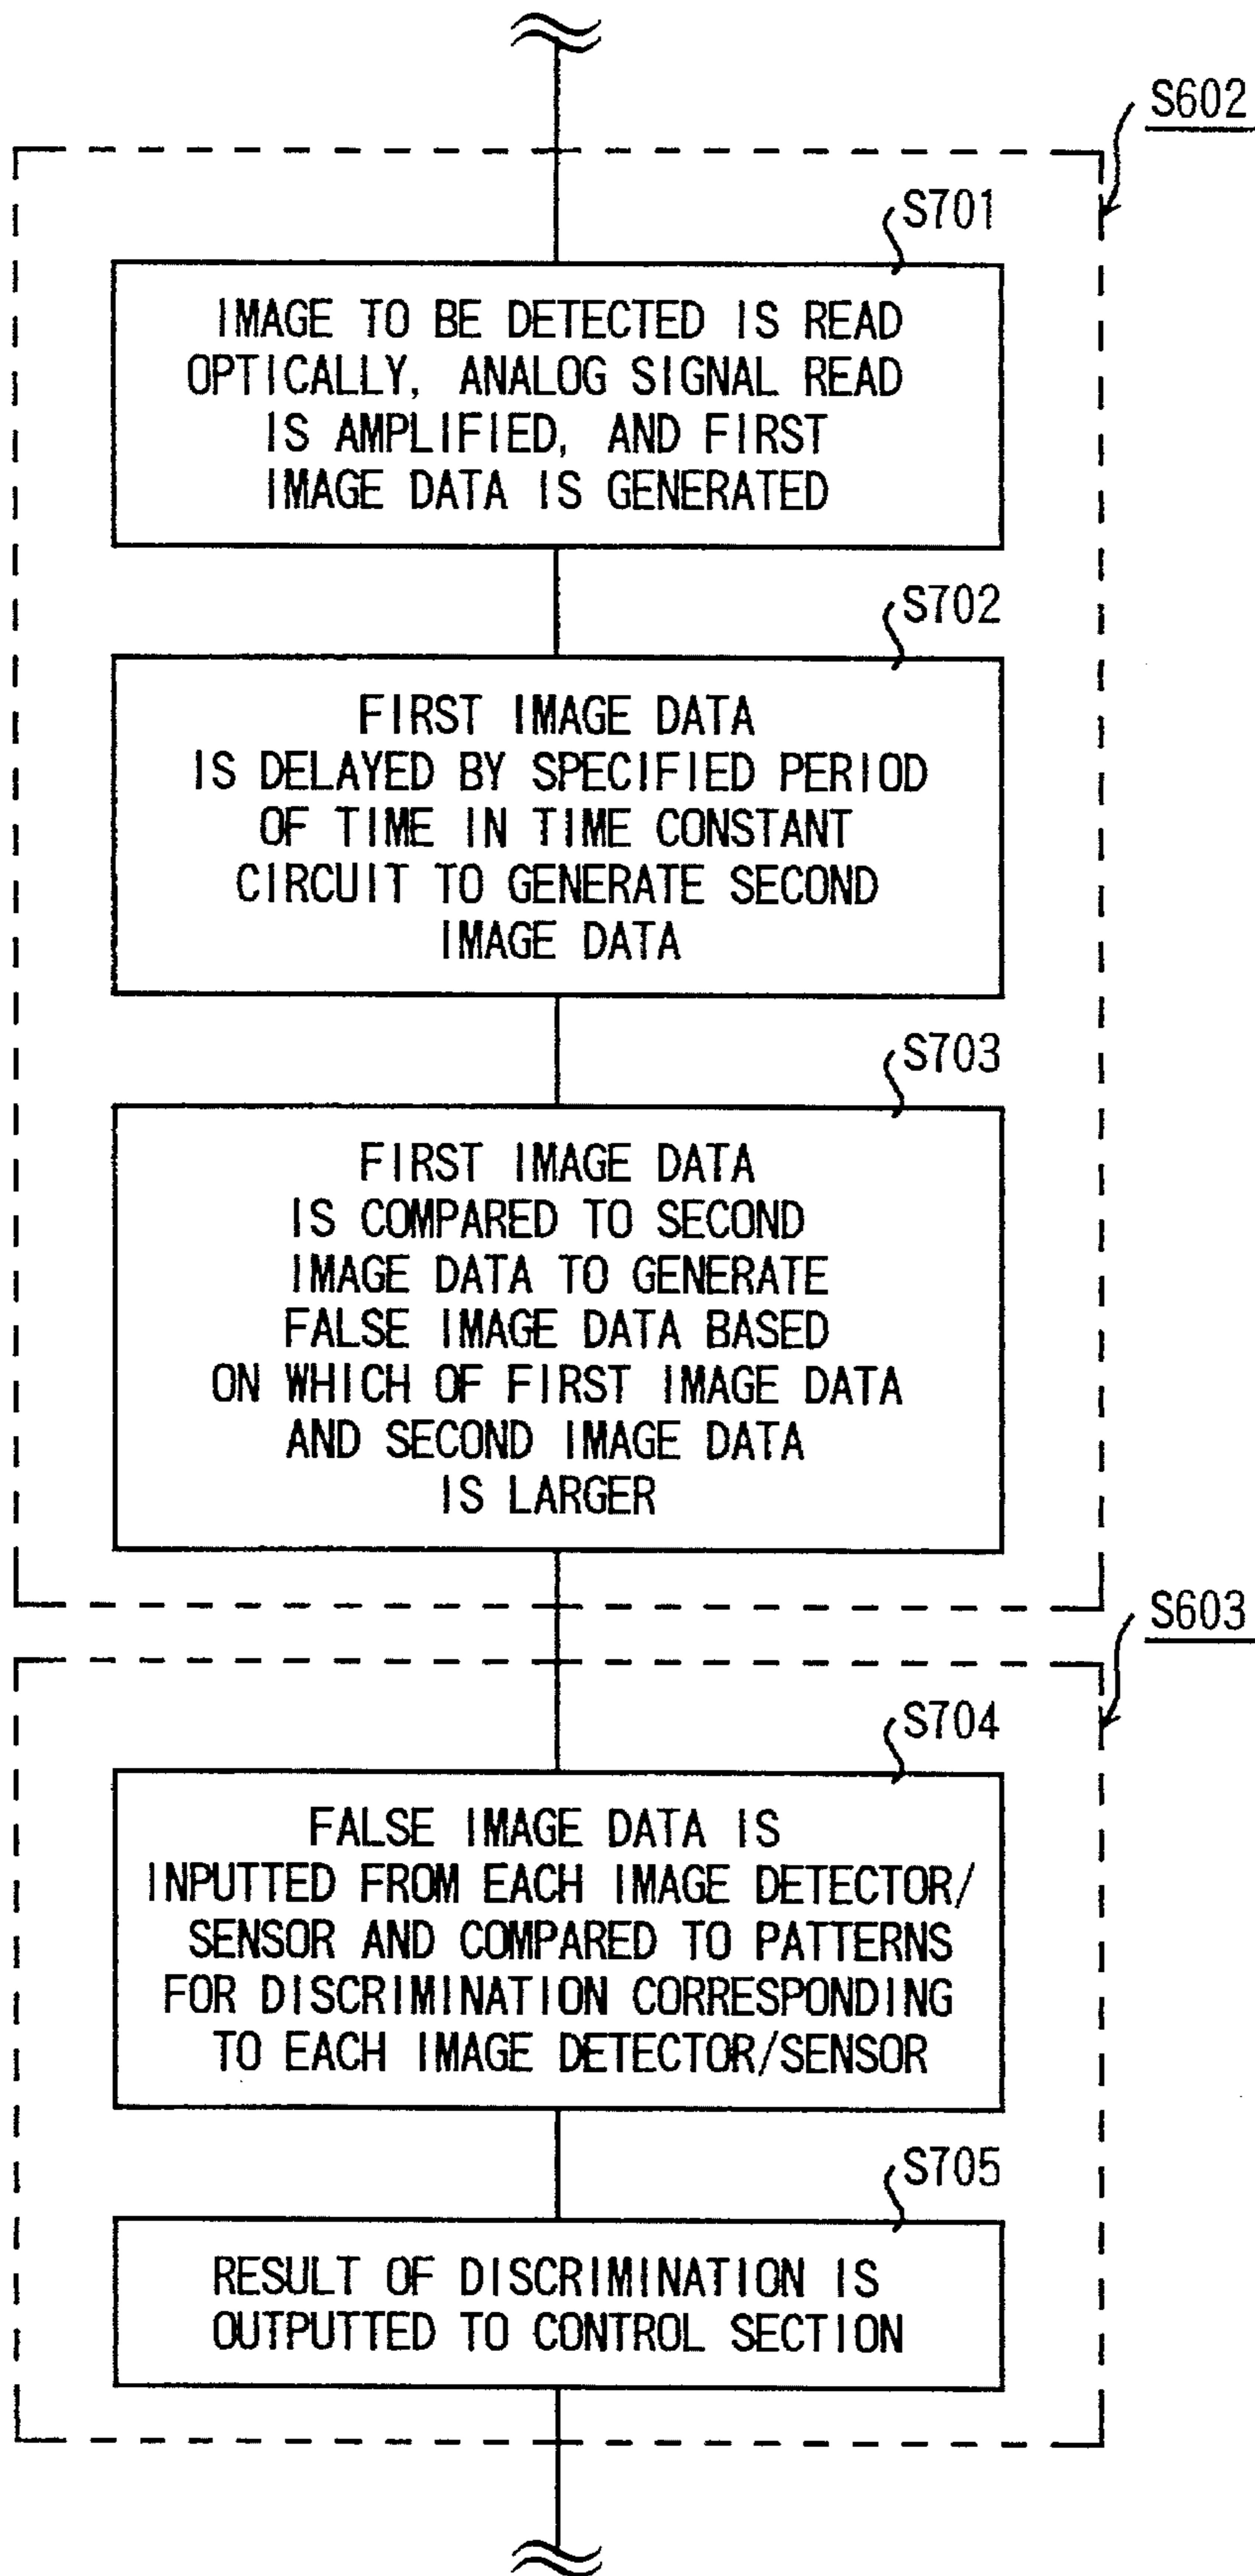 S602
S701
IMAGE TO BE DETECTED IS READ
OPTICALLY, ANALOG SIGNAL READ
IS AMPLIFIED, AND FIRST
IMAGE DATA IS GENERATED
S702
FIRST IMAGE DATA
IS DELAYED BY SPECIFIED PERIOD
OF TIME IN TIME CONSTANT
CIRCUIT TO GENERATE SECOND
IMAGE DATA
S703
FIRST IMAGE DATA
IS COMPARED TO SECOND
IMAGE DATA TO GENERATE
FALSE IMAGE DATA BASED
ON WHICH OF FIRST IMAGE DATA
AND SECOND IMAGE DATA
IS LARGER
S603
S704
FALSE IMAGE DATA IS
INPUTTED FROM EACH IMAGE DETECTOR/
SENSOR AND COMPARED TO PATTERNS
FOR DISCRIMINATION CORRESPONDING
TO EACH IMAGE DETECTOR/SENSOR
S705
RESULT OF DISCRIMINATION IS
OUTPUTTED TO CONTROL SECTION